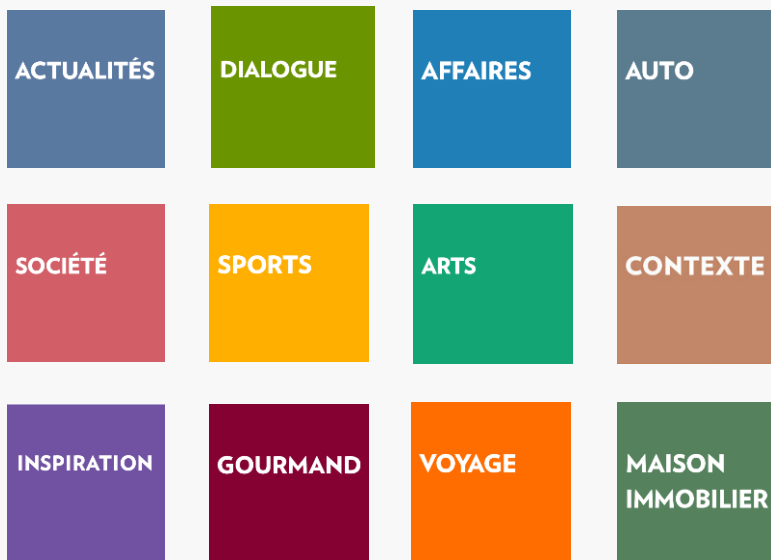 ACTUALITÉS
DIALOGUE
AFFAIRES
AUTO
SOCIÉTÉ
SPORTS
ARTS
CONTEXTE
INSPIRATION
GOURMAND
VOYAGE
MAISON
IMMOBILIER